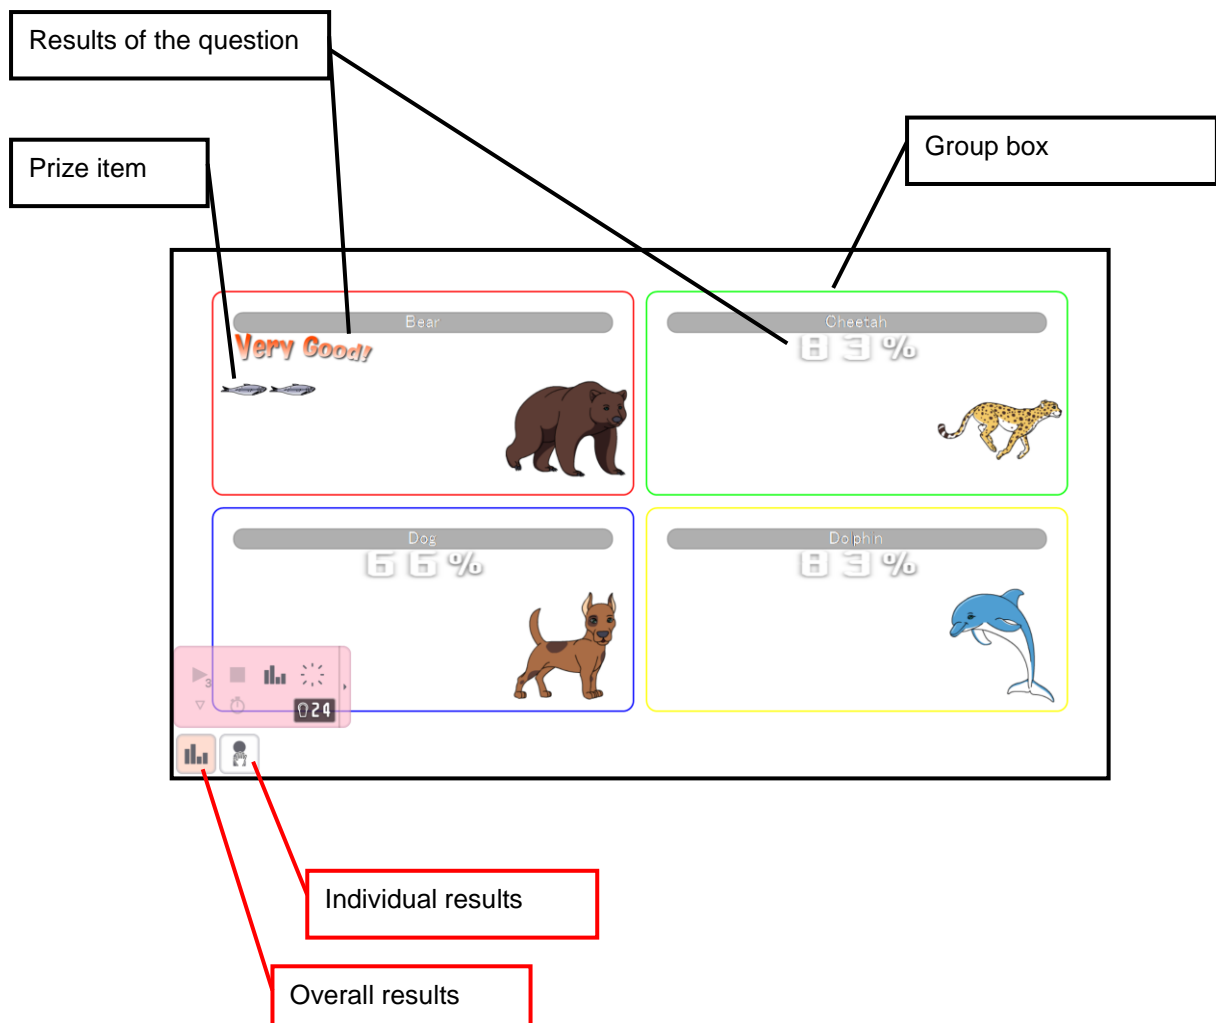 Results of the question
Group box
Prize item
Bear
Cheetah
Very Good!
83%
Dog
Dolphin
66%
83%
3
24
Individual results
Overall results